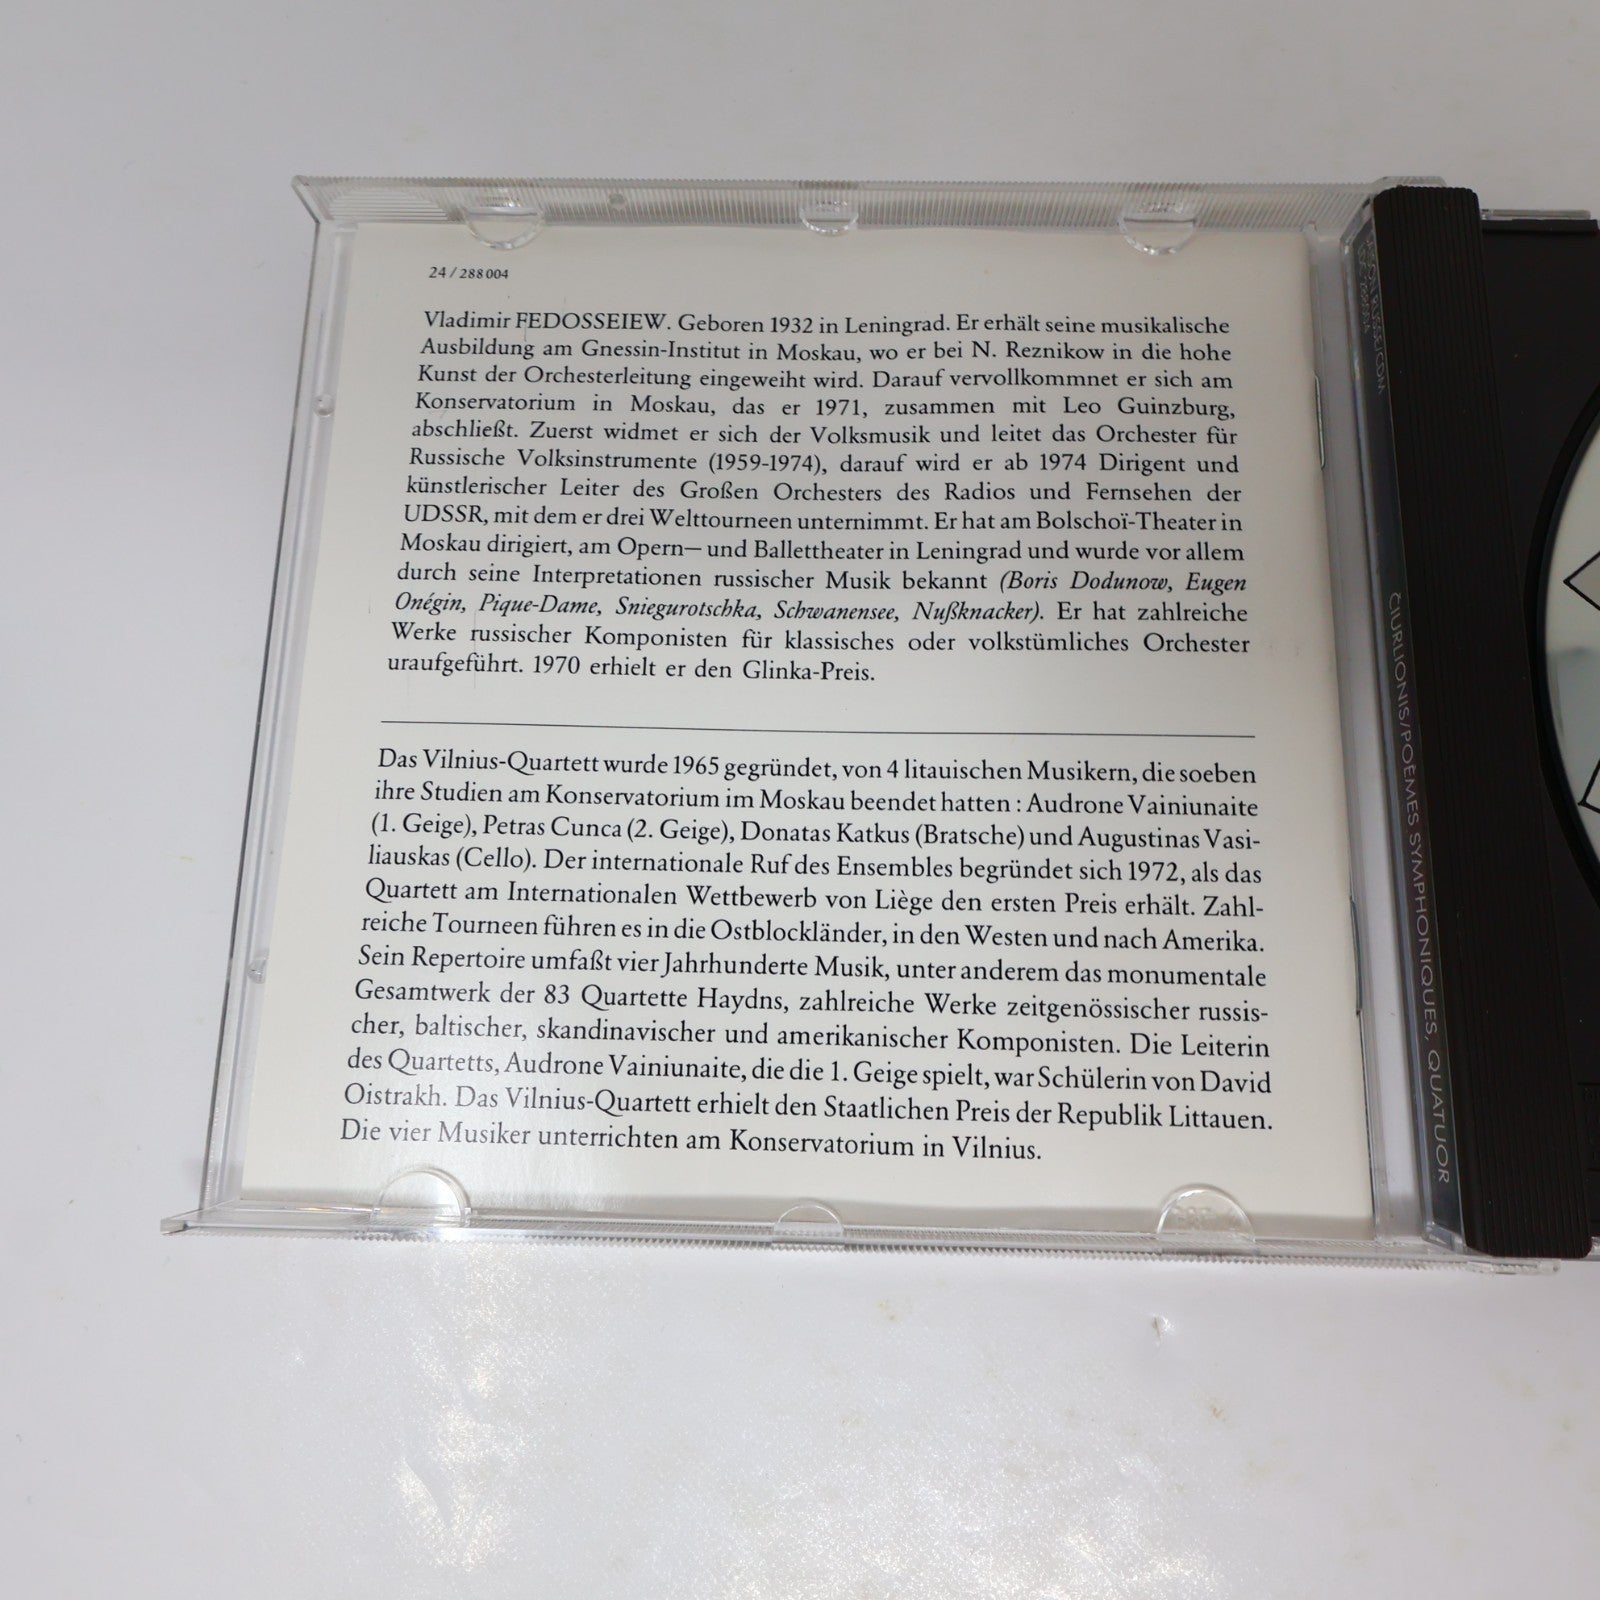 24 / 288 004
Vladimir FEDOSSEIEW. Geboren 1932 in Leningrad. Er erhält seine musikalische
Ausbildung am Gnessin-Institut in Moskau, wo er bei N. Reznikow in die hohe
Kunst der Orchesterleitung eingeweiht wird. Darauf vervollkommnet er sich am
Konservatorium in Moskau, das er 1971, zusammen mit Leo Guinzburg,
abschließt. Zuerst widmet er sich der Volksmusik und leitet das Orchester für
Russische Volksinstrumente (1959-1974), darauf wird er ab 1974 Dirigent und
künstlerischer Leiter des Großen Orchesters des Radios und Fernsehen der
UDSSR, mit dem er drei Welttourneen unternimmt. Er hat am Bolschoï-Theater in
Moskau dirigiert, am Opern— und Ballettheater in Leningrad und wurde vor allem
durch seine Interpretationen russischer Musik bekannt (Boris Dodunow, Eugen
Onégin, Pique-Dame, Sniegurotschka, Schwanensee, Nußknacker). Er hat zahlreiche
Werke russischer Komponisten für klassisches oder volkstümliches Orchester
uraufgeführt. 1970 erhielt er den Glinka-Preis.
Das Vilnius-Quartett wurde 1965 gegründet, von 4 litauischen Musikern, die soeben
ihre Studien am Konservatorium im Moskau beendet hatten : Audrone Vainiunaite
(1. Geige), Petras Cunca (2. Geige), Donatas Katkus (Bratsche) und Augustinas Vasi-
liauskas (Cello). Der internationale Ruf des Ensembles begründet sich 1972, als das
Quartett am Internationalen Wettbewerb von Liège den ersten Preis erhält. Zahl-
reiche Tourneen führen es in die Ostblockländer, in den Westen und nach Amerika.
Sein Repertoire umfaßt vier Jahrhunderte Musik, unter anderem das monumentale
Gesamtwerk der 83 Quartette Haydns, zahlreiche Werke zeitgenössischer russis-
cher, baltischer, skandinavischer und amerikanischer Komponisten. Die Leiterin
des Quartetts, Audrone Vainiunaite, die die 1. Geige spielt, war Schülerin von David
Oistrakh. Das Vilnius-Quartett erhielt den Staatlichen Preis der Republik Littauen.
Die vier Musiker unterrichten am Konservatorium in Vilnius.
SAISON RUSSE/CDM
LDC 288004
ČIURLIONIS/POÈMES SYMPHONIQUES, QUATUOR